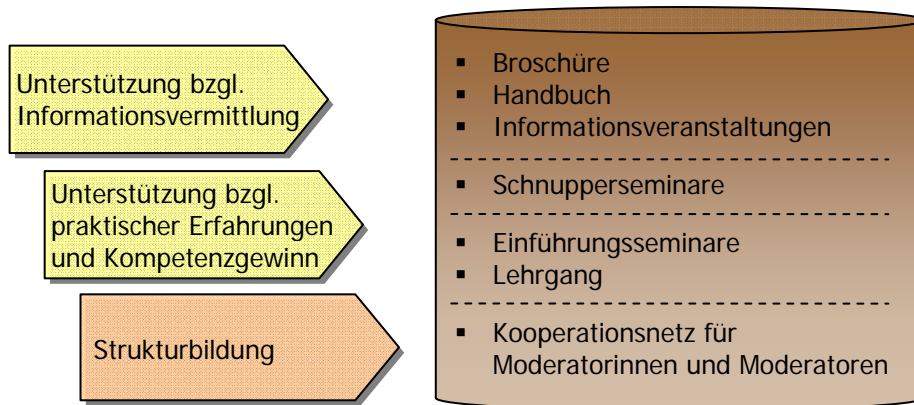 Unterstützung bzgl.
Informationsvermittlung
Unterstützung bzgl.
praktischer Erfahrungen
und Kompetenzgewinn
Strukturbildung
▪ Broschüre
▪ Handbuch
▪ Informationsveranstaltungen
▪ Schnupperseminare
▪ Einführungsseminare
▪ Lehrgang
▪ Kooperationsnetz für
Moderatorinnen und Moderatoren